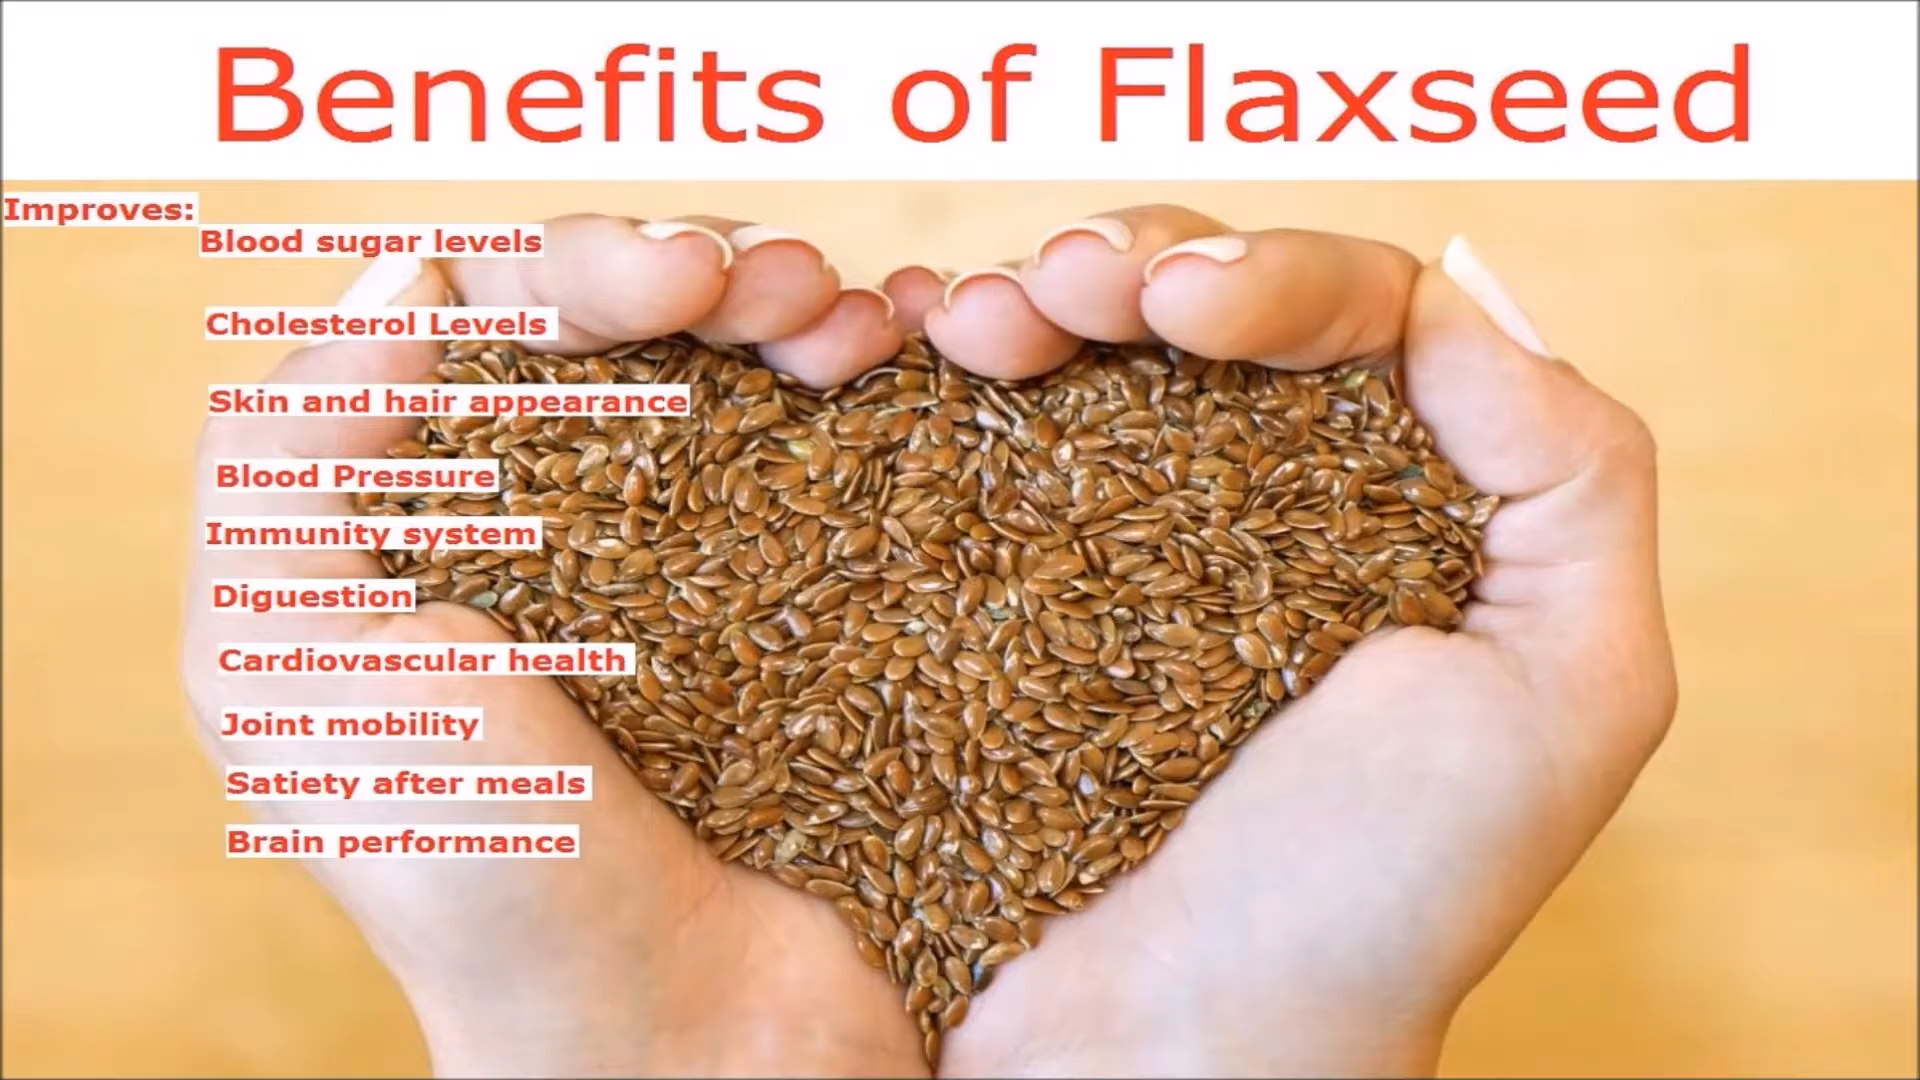 Benefits of Flaxseed
Improves:
Blood sugar levels
Cholesterol Levels
Skin and hair appearance
Blood Pressure
Immunity system
Diguestion
Cardiovascular health
Joint mobility
Satiety after meals
Brain performance